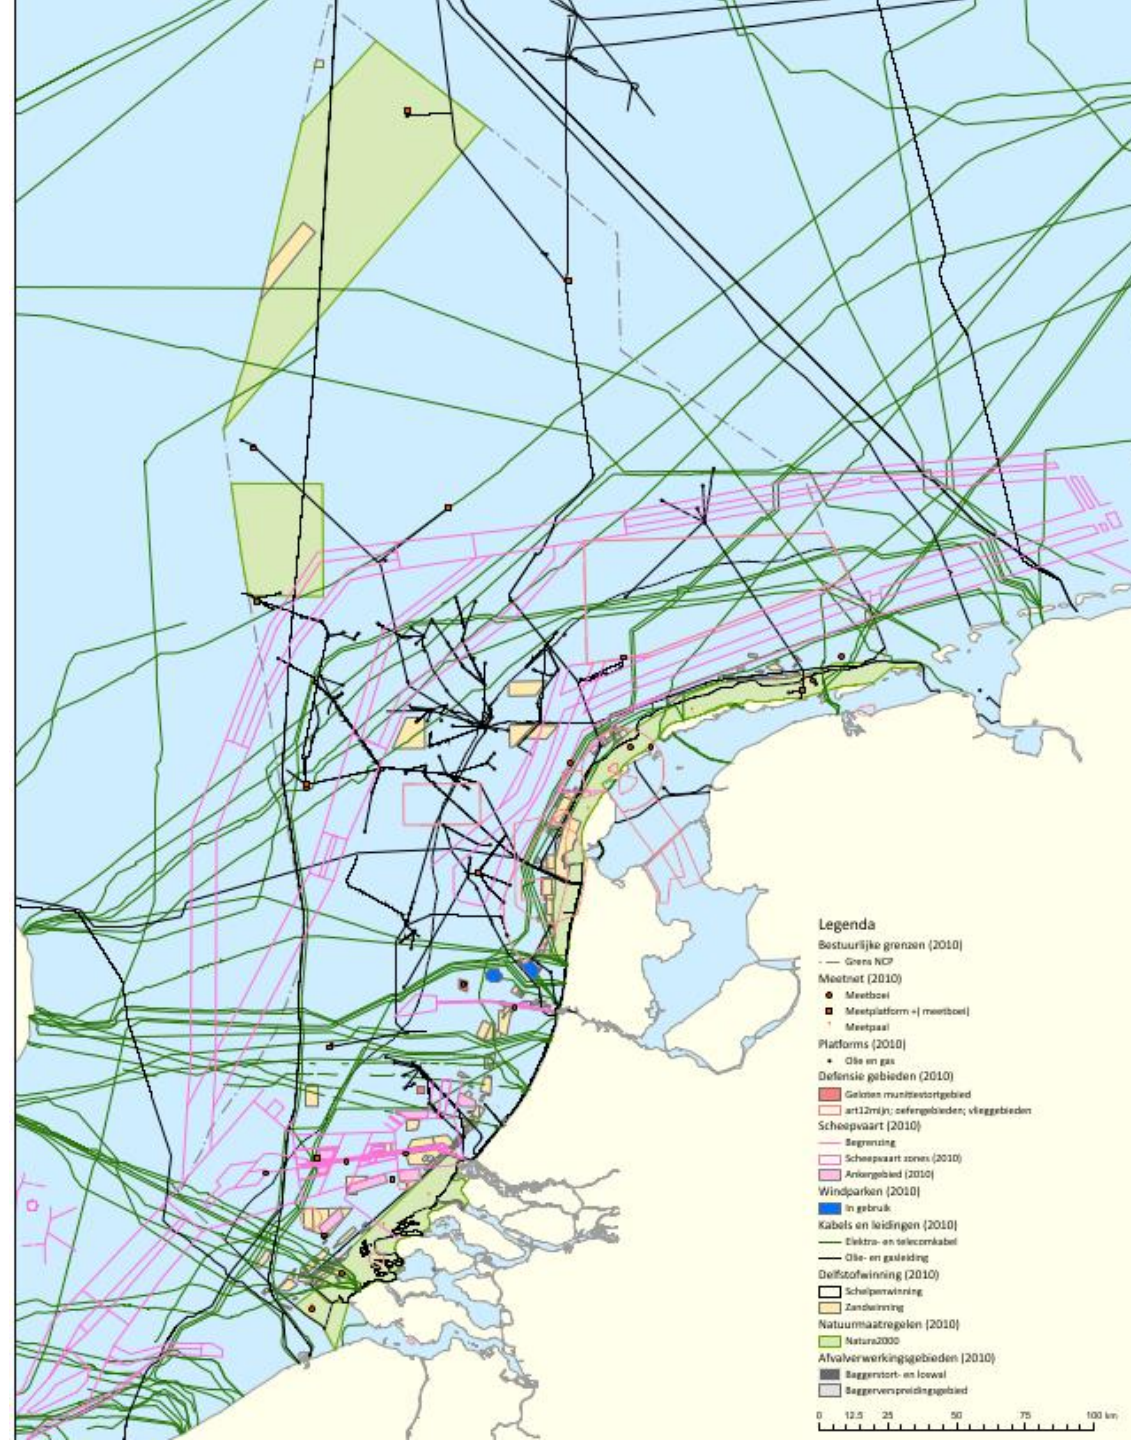 Legenda
Bestuurlijke grenzen (2010)
Grens NCP
Meetnet (2010)
Meetboei
Meetplatform +( meetboei)
Meetpaal
Platforms (2010)
Olie en gas
Defensie gebieden (2010)
Gesloten munitiestortgebied
art12mijn; oefengebieden; vlieggebieden
Scheepvaart (2010)
Begrenzing
Scheepvaart zones (2010)
Ankergebied (2010)
Windparken (2010)
In gebruik
Kabels en leidingen (2010)
Elektra- en telecomkabel
Olie- en gasleiding
Delfstofwinning (2010)
Schelpenwinning
Zandwinning
Natuurmaatregelen (2010)
Natura2000
Afvalverwerkingsgebieden (2010)
Baggerstort- en loswal
Baggerverspreidingsgebied
0 12.5 25 50 75 100 km